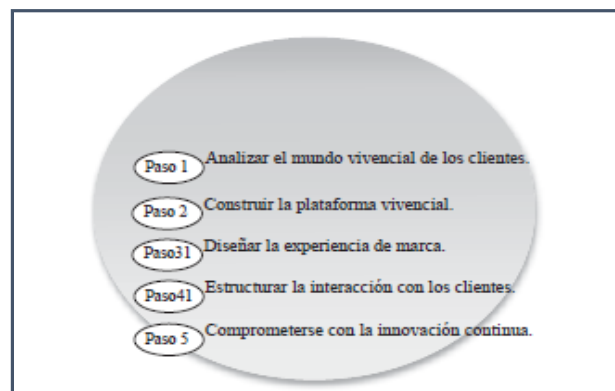 Paso 1 Analizar el mundo vivencial de los clientes.
Paso 2 Construir la plataforma vivencial.
Paso31 Diseñar la experiencia de marca.
Paso41 Estructurar la interacción con los clientes.
Paso 5 Comprometerse con la innovación continua.